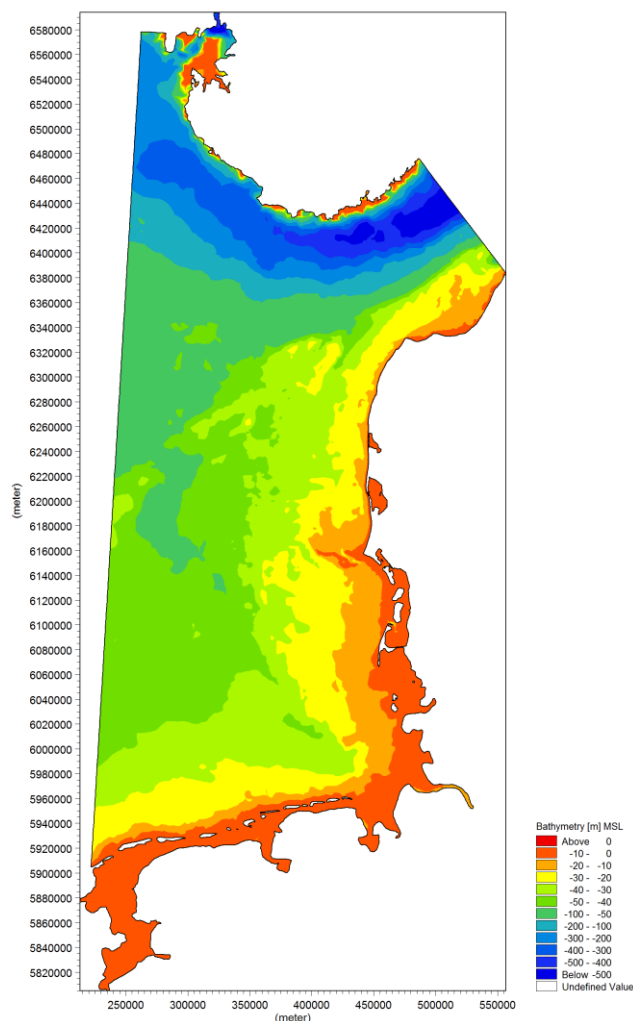 6580000
6560000
6540000
6520000
6500000
6480000
6460000
6440000
6420000
6400000
6380000
6360000
6340000
6320000
6300000
6280000
6260000
6240000
6220000
6200000
6180000
6160000
6140000
6120000
6100000
6080000
6060000
6040000
6020000
6000000
5980000
5960000
5940000
5920000
5900000
5880000
5860000
5840000
5820000
(meter)
250000 300000 350000 400000 450000 500000 550000
(meter)
Bathymetry [m] MSL
Above 0
-10 - 0
-20 - -10
-30 - -20
-40 - -30
-50 - -40
-100 - -50
-200 - -100
-300 - -200
-400 - -300
-500 - -400
Below -500
Undefined Value